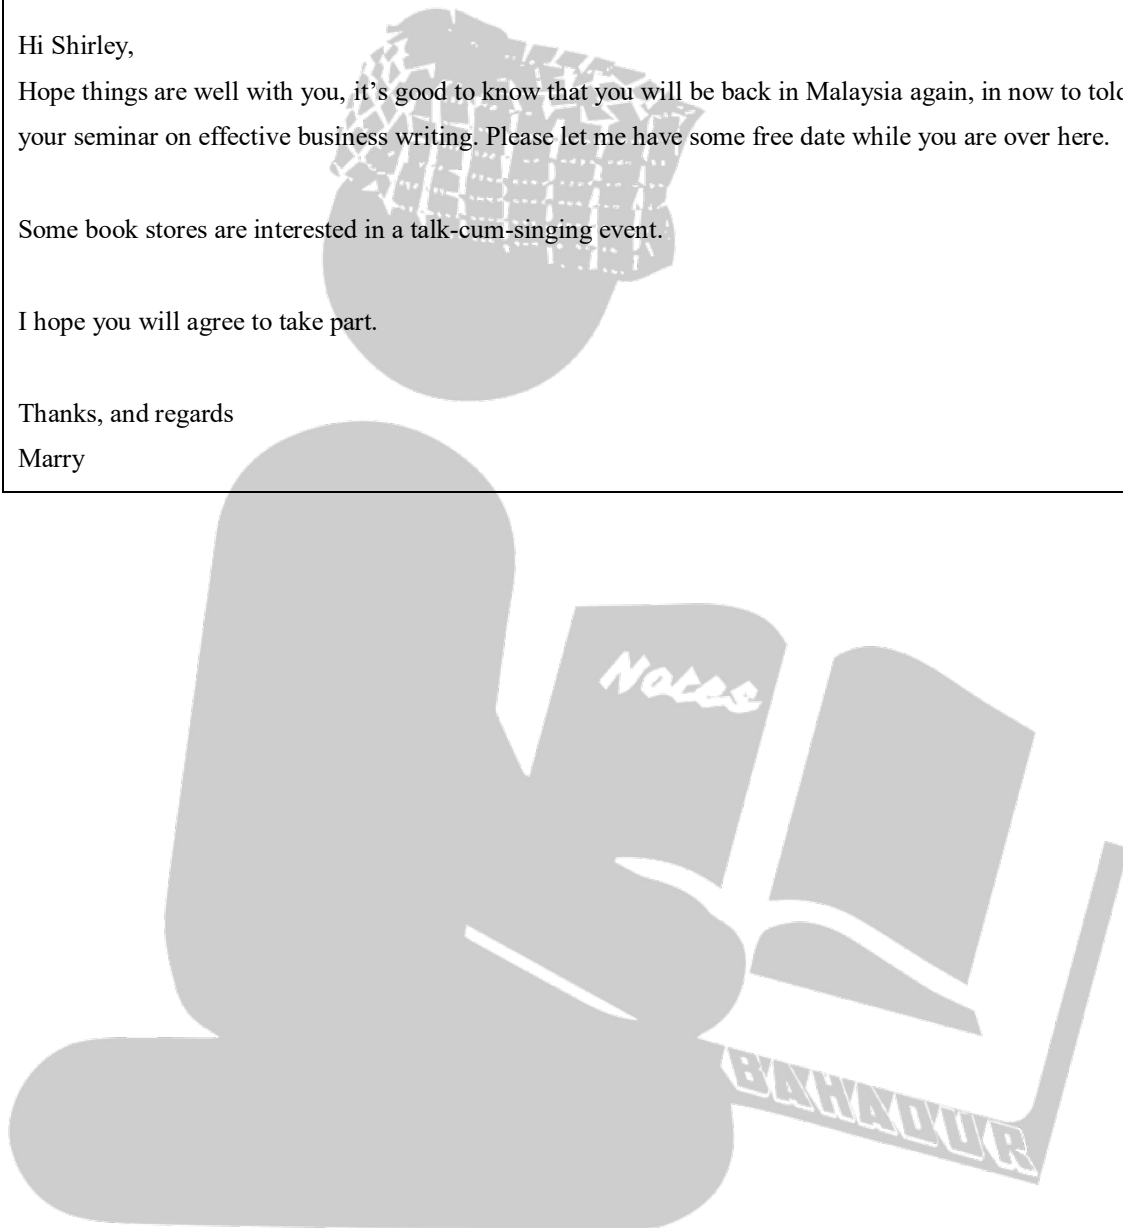 Hi Shirley,
Hope things are well with you, it’s good to know that you will be back in Malaysia again, in now to told
your seminar on effective business writing. Please let me have some free date while you are over here.
Some book stores are interested in a talk-cum-singing event.
I hope you will agree to take part.
Thanks, and regards
Marry
Notes
BAHADUR